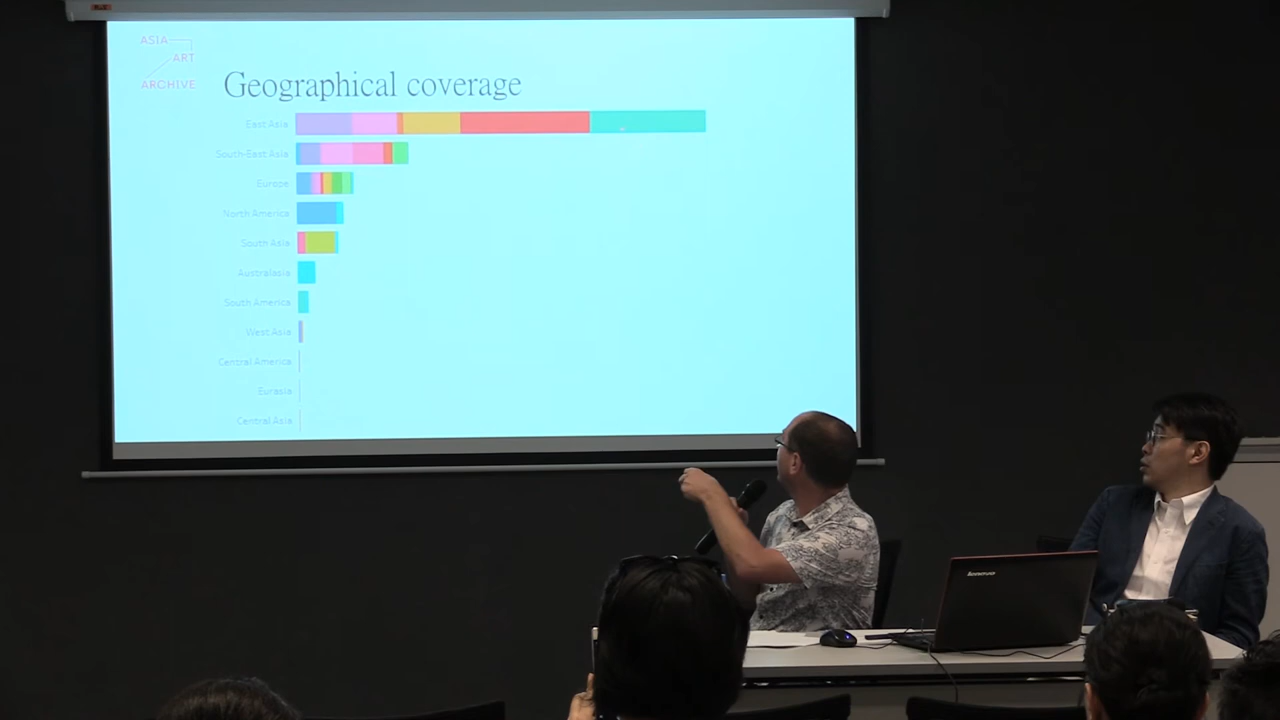 ASIA
ART
ARCHIVE
Geographical coverage
East Asia
South-East Asia
Europe
North America
South Asia
Australasia
South America
West Asia
Central America
Eurasia
Central Asia
lenovo